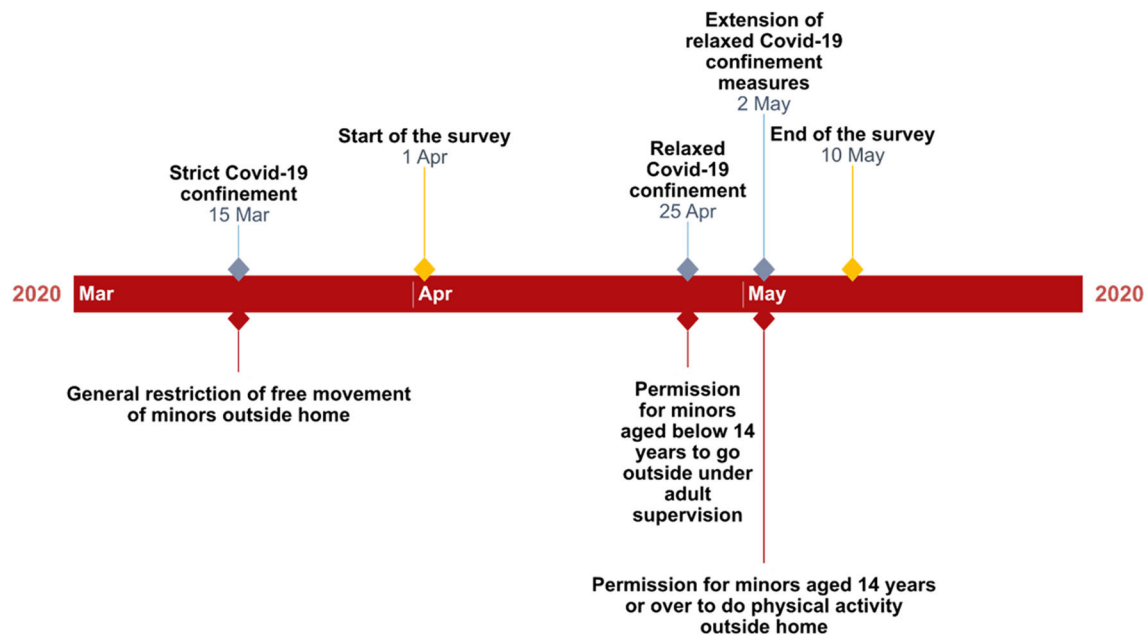 Extension of
relaxed Covid-19
confinement
measures
2 May
Start of the survey
1 Apr
End of the survey
10 May
Relaxed
Covid-19
confinement
25 Apr
Strict Covid-19
confinement
15 Mar
2020
Mar
Apr
May
2020
General restriction of free movement
of minors outside home
Permission
for minors
aged below 14
years to go
outside under
adult
supervision
Permission for minors aged 14 years
or over to do physical activity
outside home